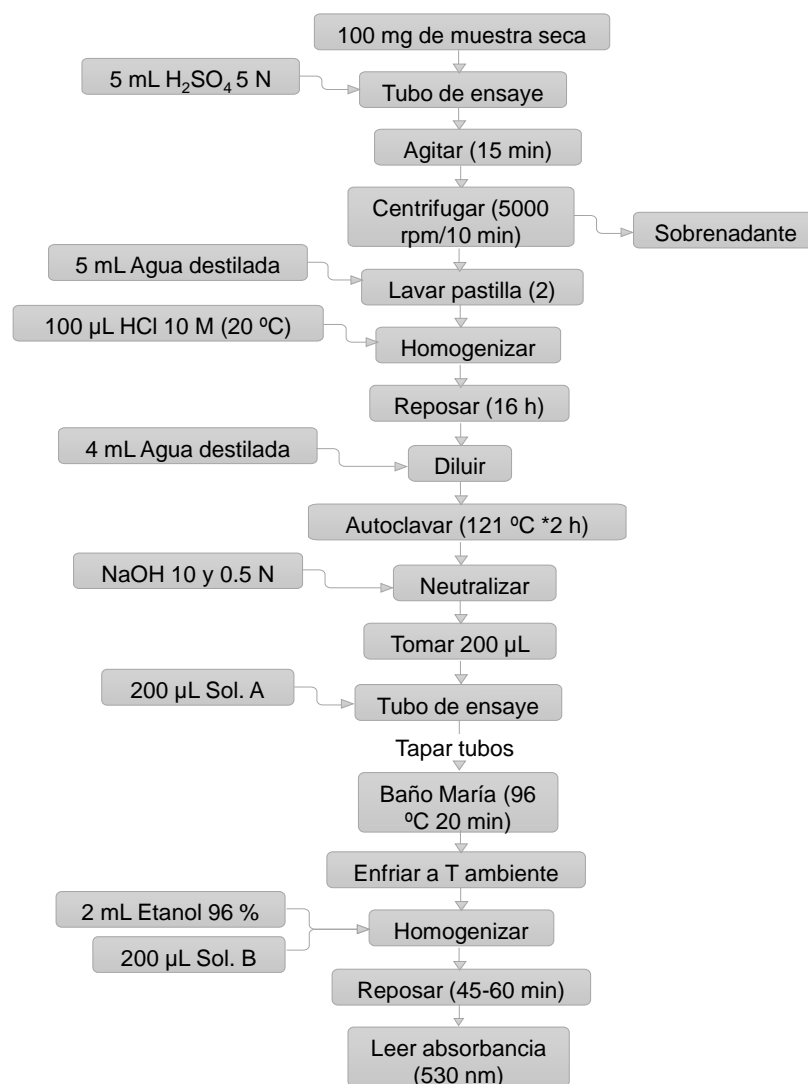 100 mg de muestra seca
5 mL H₂SO₄ 5 N
Tubo de ensaye
Agitar (15 min)
Centrifugar (5000
rpm/10 min)
Sobrenadante
5 mL Agua destilada
Lavar pastilla (2)
100 µL HCl 10 M (20 ºC)
Homogenizar
Reposar (16 h)
4 mL Agua destilada
Diluir
Autoclavar (121 ºC *2 h)
NaOH 10 y 0.5 N
Neutralizar
Tomar 200 µL
200 µL Sol. A
Tubo de ensaye
Tapar tubos
Baño María (96
ºC 20 min)
Enfriar a T ambiente
2 mL Etanol 96 %
Homogenizar
200 µL Sol. B
Reposar (45-60 min)
Leer absorbancia
(530 nm)